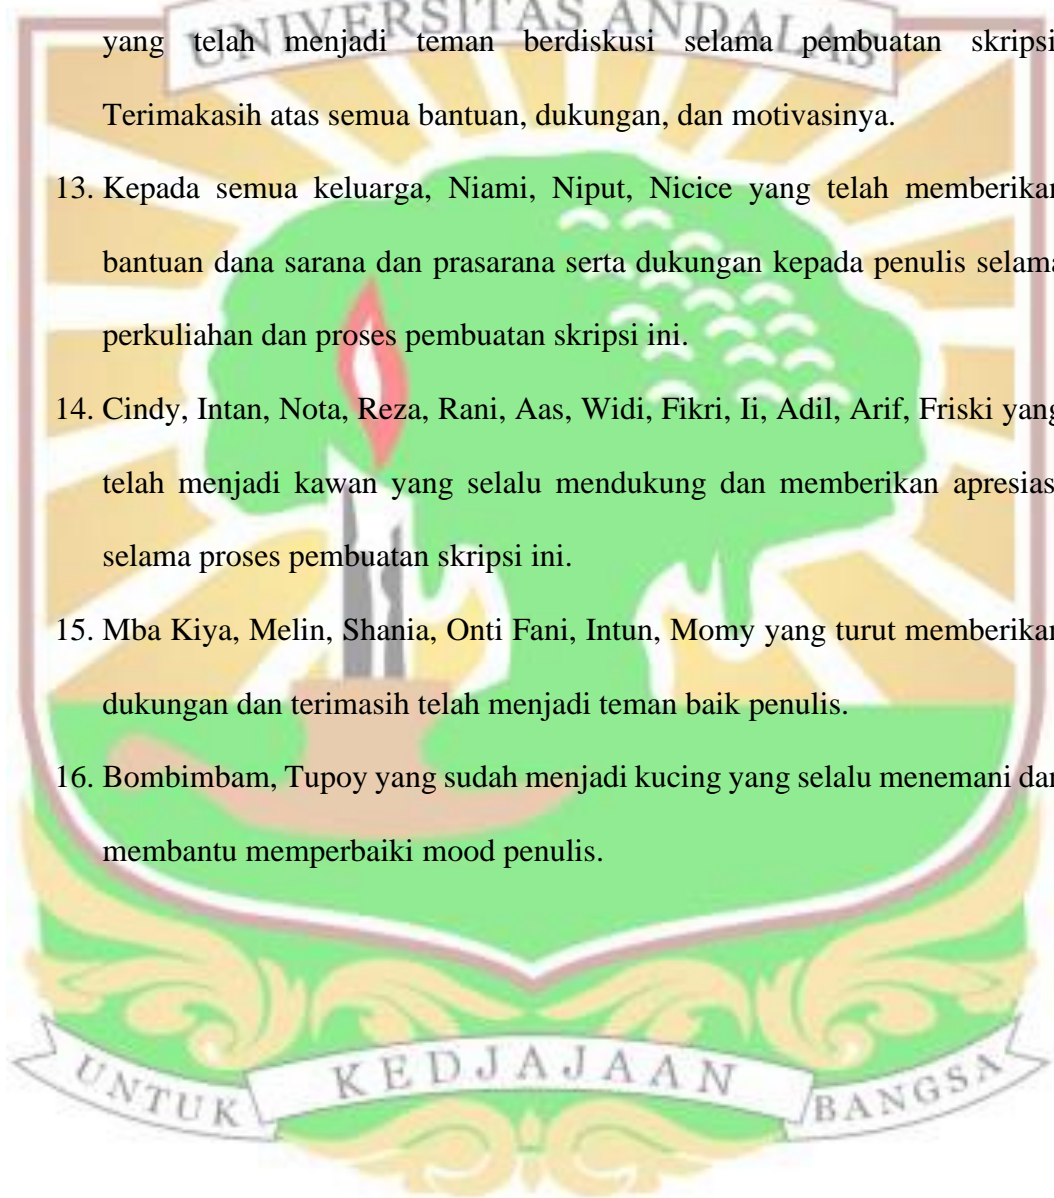 UNIVERSITAS ANDALAS
yang telah menjadi teman berdiskusi selama pembuatan skripsi
Terimakasih atas semua bantuan, dukungan, dan motivasinya.
13. Kepada semua keluarga, Niami, Niput, Nicice yang telah memberikan
bantuan dana sarana dan prasarana serta dukungan kepada penulis selama
perkuliahan dan proses pembuatan skripsi ini.
14. Cindy, Intan, Nota, Reza, Rani, Aas, Widi, Fikri, Ii, Adil, Arif, Friski yang
telah menjadi kawan yang selalu mendukung dan memberikan apresiasi
selama proses pembuatan skripsi ini.
15. Mba Kiya, Melin, Shania, Onti Fani, Intun, Momy yang turut memberikan
dukungan dan terimasih telah menjadi teman baik penulis.
16. Bombimbam, Tupoy yang sudah menjadi kucing yang selalu menemani dan
membantu memperbaiki mood penulis.
UNTUK KEDJAJAAN BANGSA